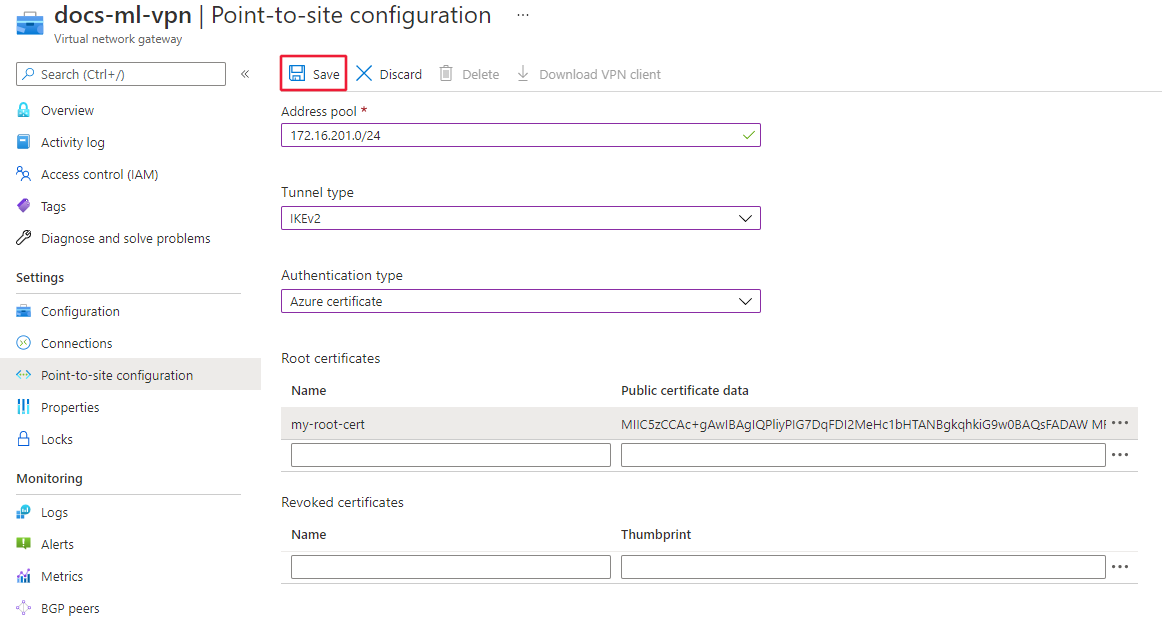 docs-ml-vpn | Point-to-site configuration ...
Virtual network gateway
Search (Ctrl+/)
«
Save
Discard
Delete
Download VPN client
Overview
Activity log
Access control (IAM)
Tags
Diagnose and solve problems
Settings
Configuration
Connections
Point-to-site configuration
Properties
Locks
Monitoring
Logs
Alerts
Metrics
BGP peers
Address pool *
172.16.201.0/24
Tunnel type
IKEv2
Authentication type
Azure certificate
Root certificates
Name Public certificate data
my-root-cert MIIC5zCCAc+gAwIBAgIQPliyPIG7DqFDI2MeHc1bHTANBgkqhkiG9w0BAQsFADAW MF ...
...
Revoked certificates
Name Thumbprint
...